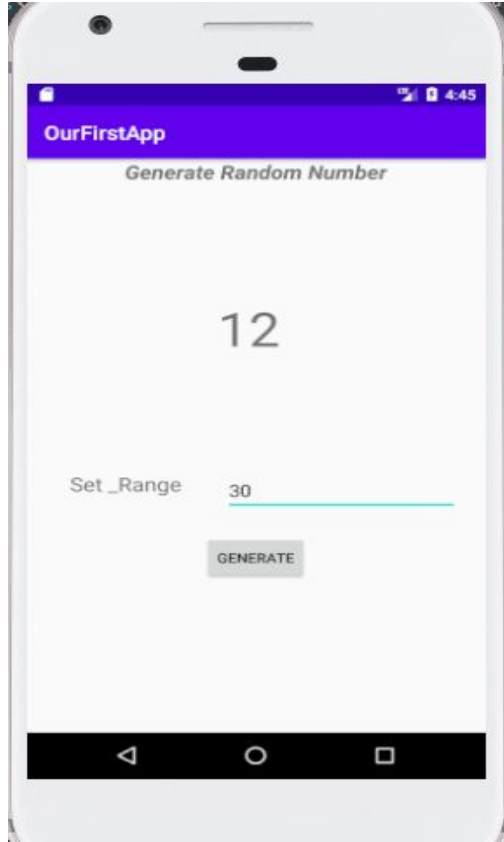 4:45
OurFirstApp
Generate Random Number
12
Set _Range
30
GENERATE